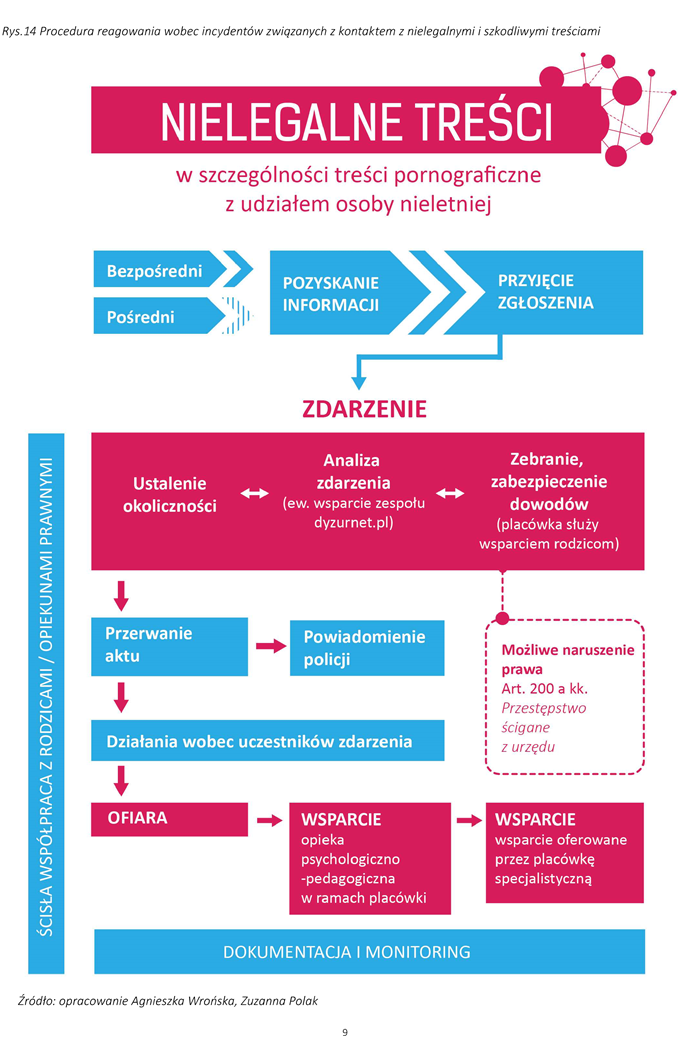 Rys.14 Procedura reagowania wobec incydentów związanych z kontaktem z nielegalnymi i szkodliwymi treściami
NIELEGALNE TREŚCI
w szczególności treści pornograficzne
z udziałem osoby nieletniej
Bezpośredni
Pośredni
POZYSKANIE
INFORMACJI
PRZYJĘCIE
ZGŁOSZENIA
ZDARZENIE
ŚCISŁA WSPÓŁPRACA Z RODZICAMI / OPIEKUNAMI PRAWNYMI
Ustalenie
okoliczności
Analiza
zdarzenia
(ew. wsparcie zespołu
dyzurnet.pl)
Zebranie,
zabezpieczenie
dowodów
(placówka służy
wsparciem rodzicom)
Przerwanie
aktu
Powiadomienie
policji
Możliwe naruszenie
prawa
Art. 200 a kk.
Przestępstwo
ścigane
z urzędu
Działania wobec uczestników zdarzenia
OFIARA
WSPARCIE
opieka
psychologiczno
-pedagogiczna
w ramach placówki
WSPARCIE
wsparcie oferowane
przez placówkę
specjalistyczną
DOKUMENTACJA I MONITORING
Źródło: opracowanie Agnieszka Wrońska, Zuzanna Polak
9